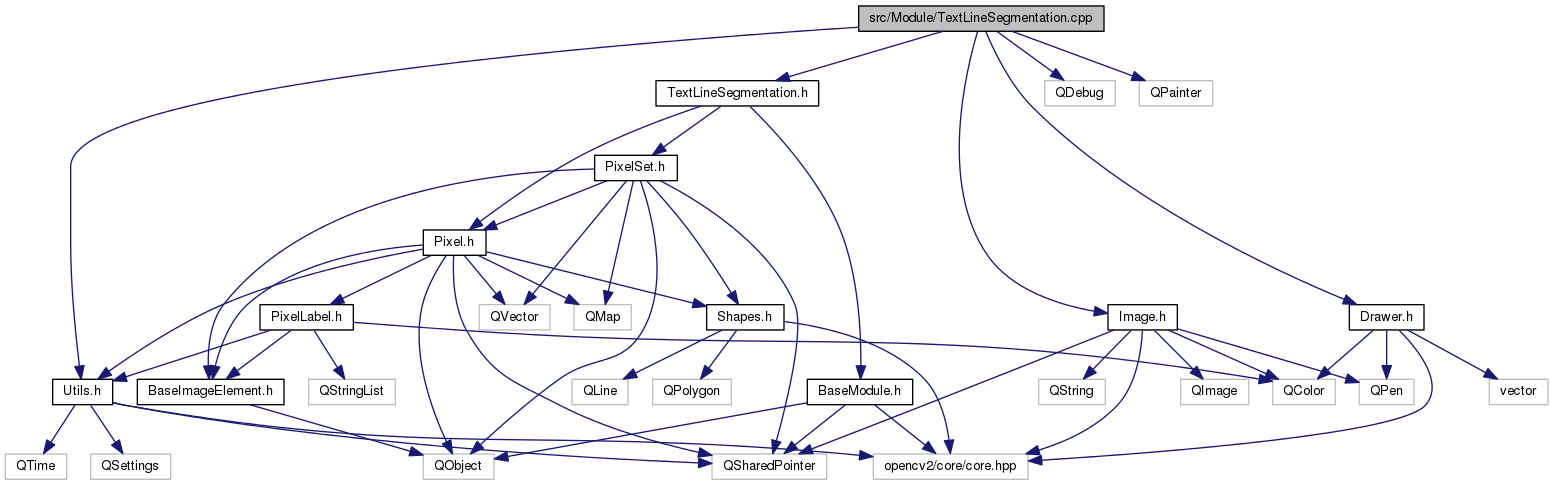 src/Module/TextLineSegmentation.cpp
TextLineSegmentation.h
QDebug
QPainter
PixelSet.h
Pixel.h
PixelLabel.h
QVector
QMap
Shapes.h
Image.h
Drawer.h
Utils.h
BaseImageElement.h
QStringList
QLine
QPolygon
BaseModule.h
QString
QImage
QColor
QPen
vector
QTime
QSettings
QObject
QSharedPointer
opencv2/core/core.hpp